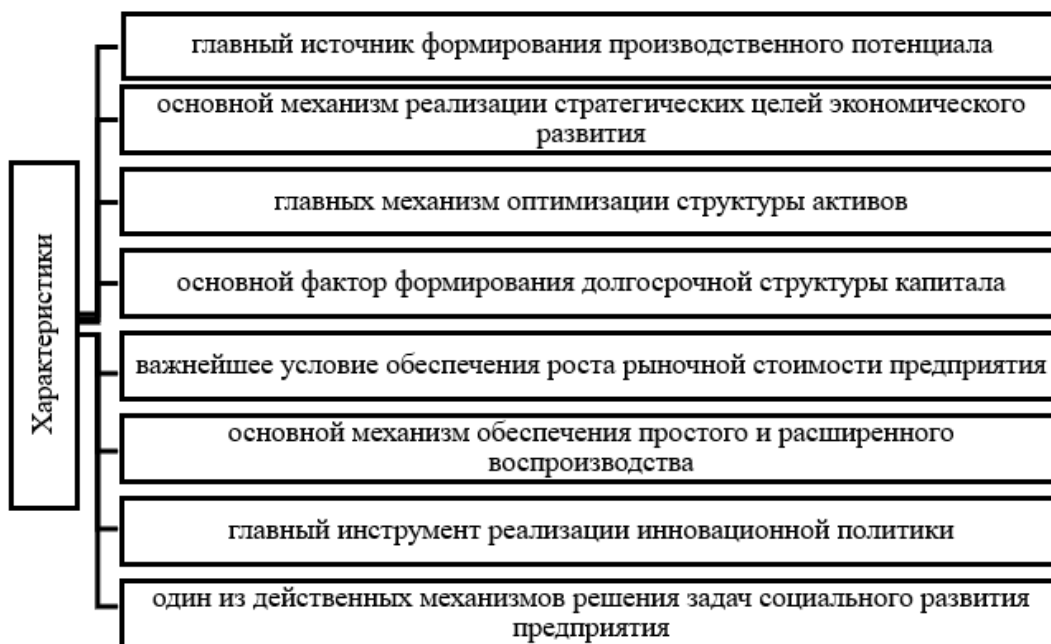 Характеристики
главный источник формирования производственного потенциала
основной механизм реализации стратегических целей экономического
развития
главных механизм оптимизации структуры активов
основной фактор формирования долгосрочной структуры капитала
важнейшее условие обеспечения роста рыночной стоимости предприятия
основной механизм обеспечения простого и расширенного
воспроизводства
главный инструмент реализации инновационной политики
один из действенных механизмов решения задач социального развития
предприятия